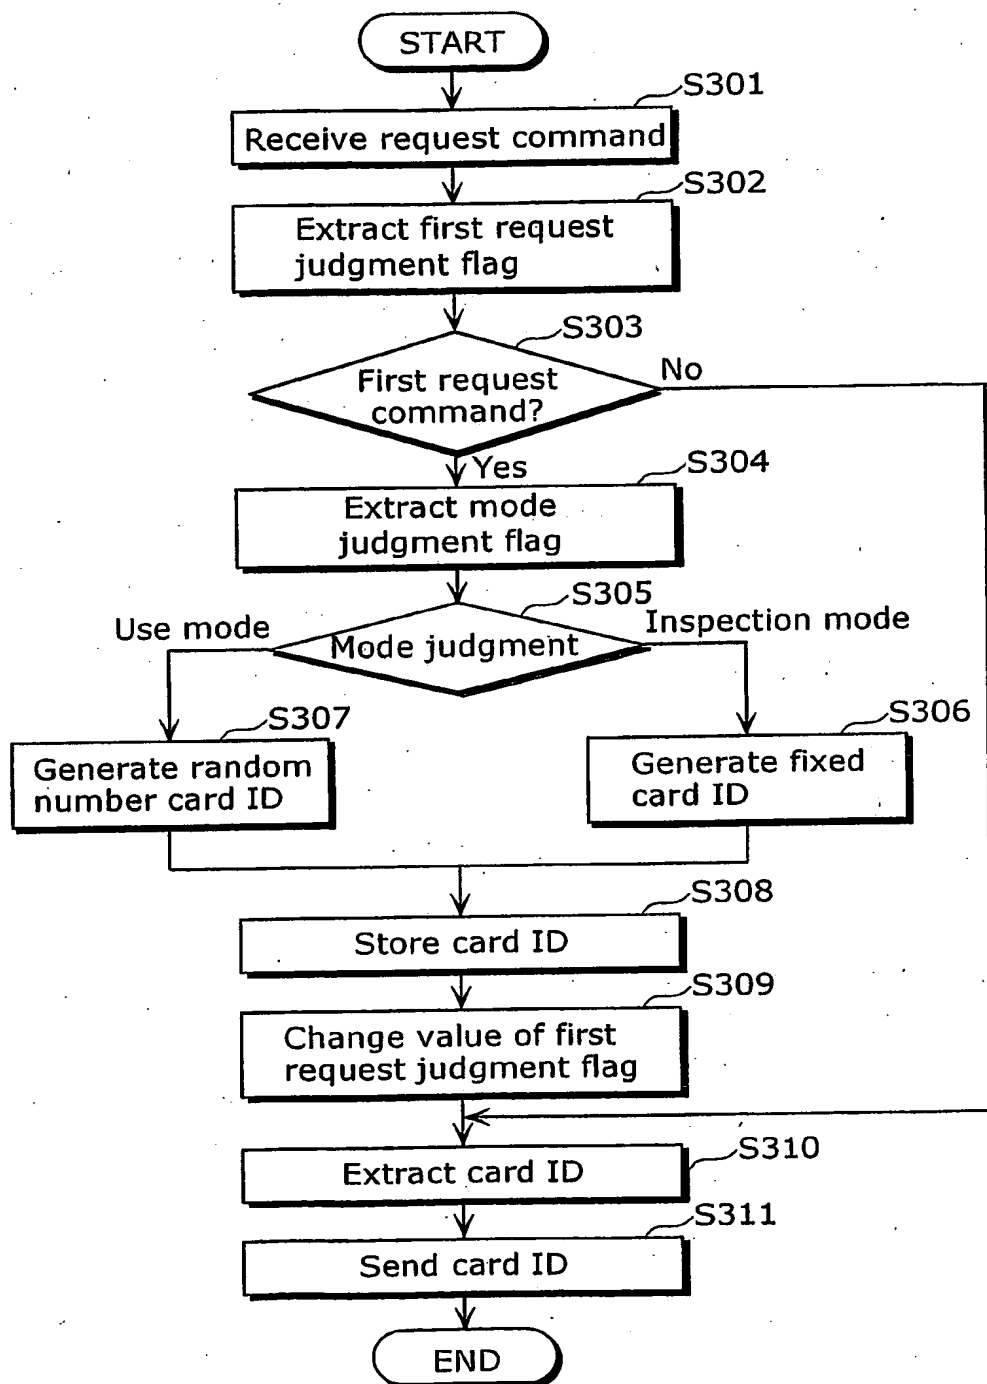 START
S301
Receive request command
S302
Extract first request
judgment flag
S303
First request
command?
No
Yes
S304
Extract mode
judgment flag
S305
Use mode
Mode judgment
Inspection mode
S307
Generate random
number card ID
S306
Generate fixed
card ID
S308
Store card ID
S309
Change value of first
request judgment flag
S310
Extract card ID
S311
Send card ID
END